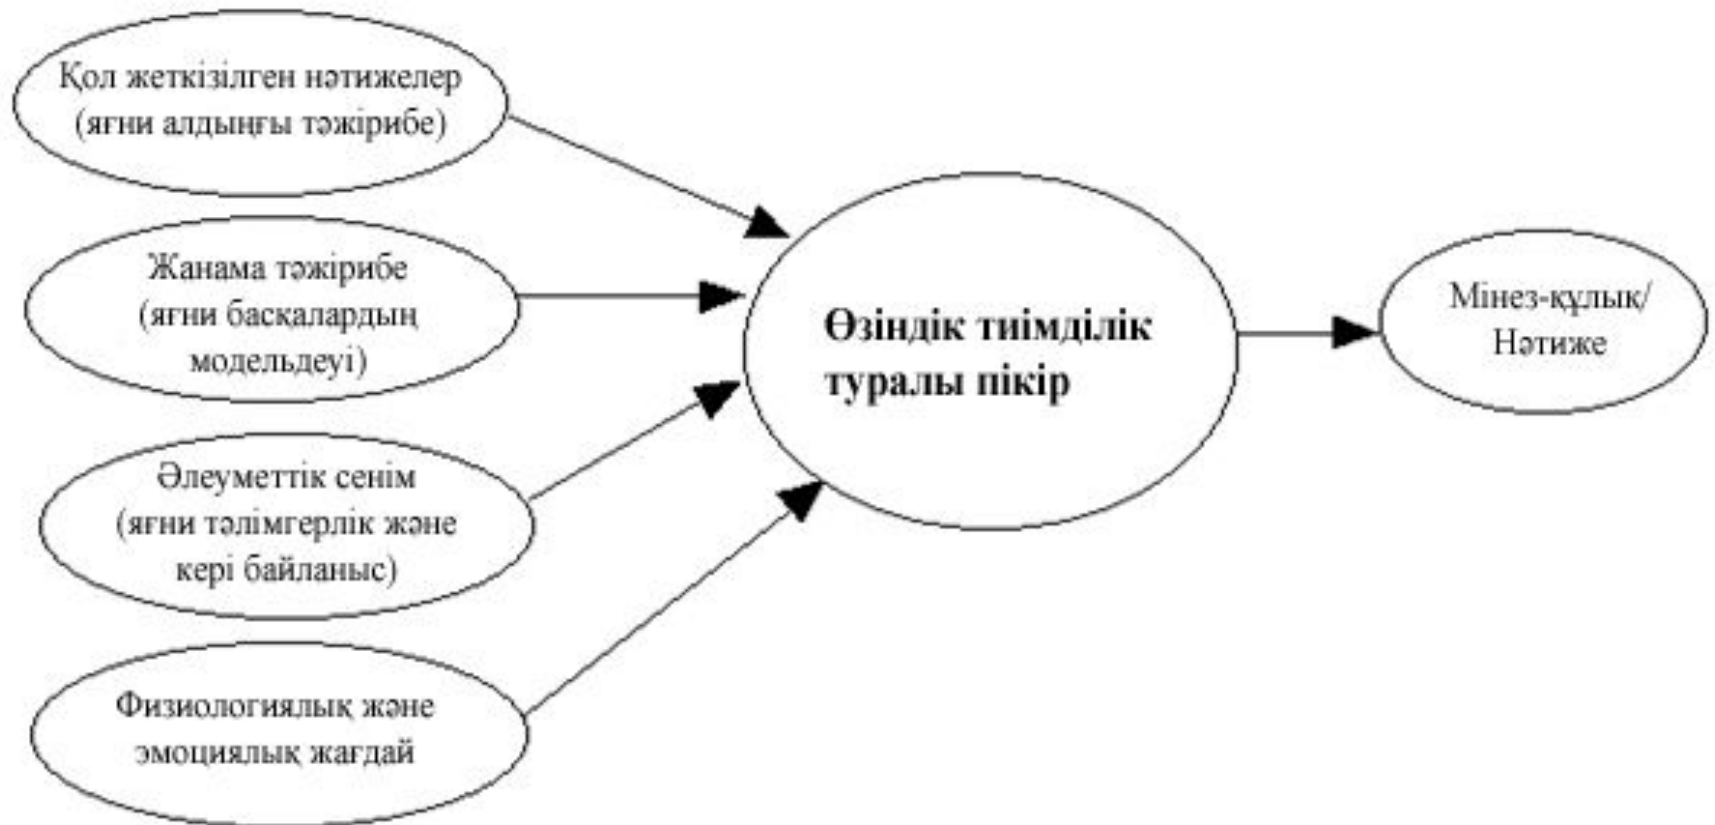 Қол жеткізілген нәтижелер
(яғни алдыңғы тәжірибе)
Жанама тәжірибе
(яғни басқалардың
модельдеуі)
Әлеуметтік сенім
(яғни тәлімгерлік және
кері байланыс)
Физиологиялық және
эмоциялық жағдай
Өзіндік тиімділік
туралы пікір
Мінез-құлық/
Нәтиже